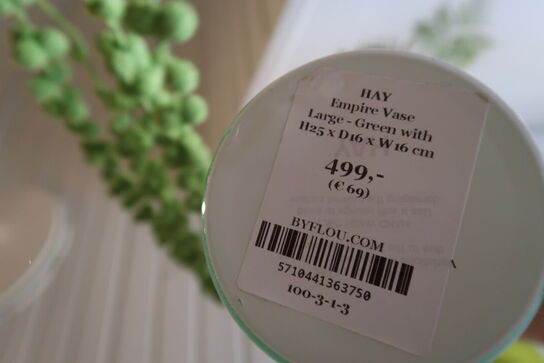 HAY
Empire Vase
Large - Green with
H25 x D16 x W16 cm
499,-
(€ 69)
BYFLOU.COM
5710441363750
100-3-1-3